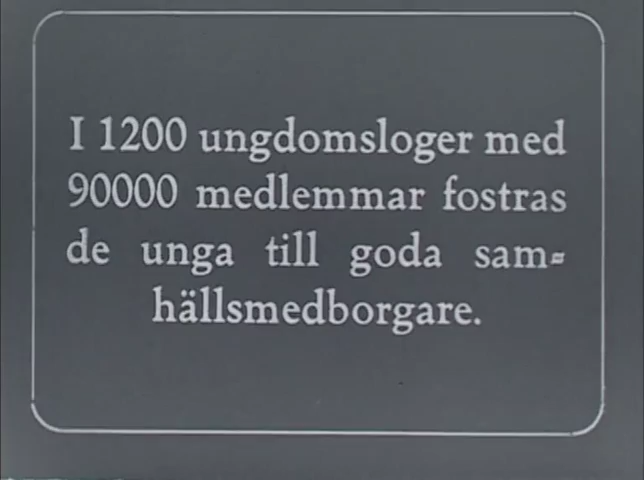 I 1200 ungdomsloger med
90000 medlemmar fostras
de unga till goda sam=
hällsmedborgare.